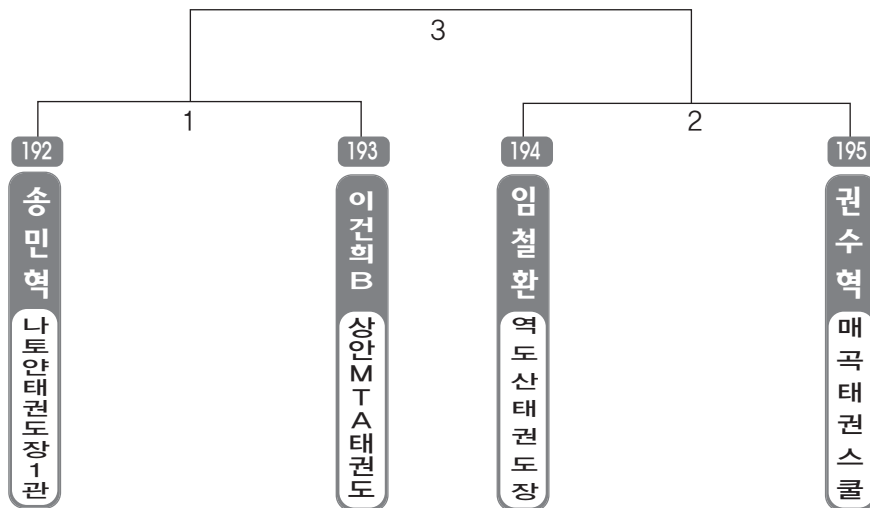 3
1
2
192
193
194
195
송민혁
이건희B
임철환
권수혁
나토얀태권도장1관
상안MTA태권도
역도산태권도장
매곡태권스쿨